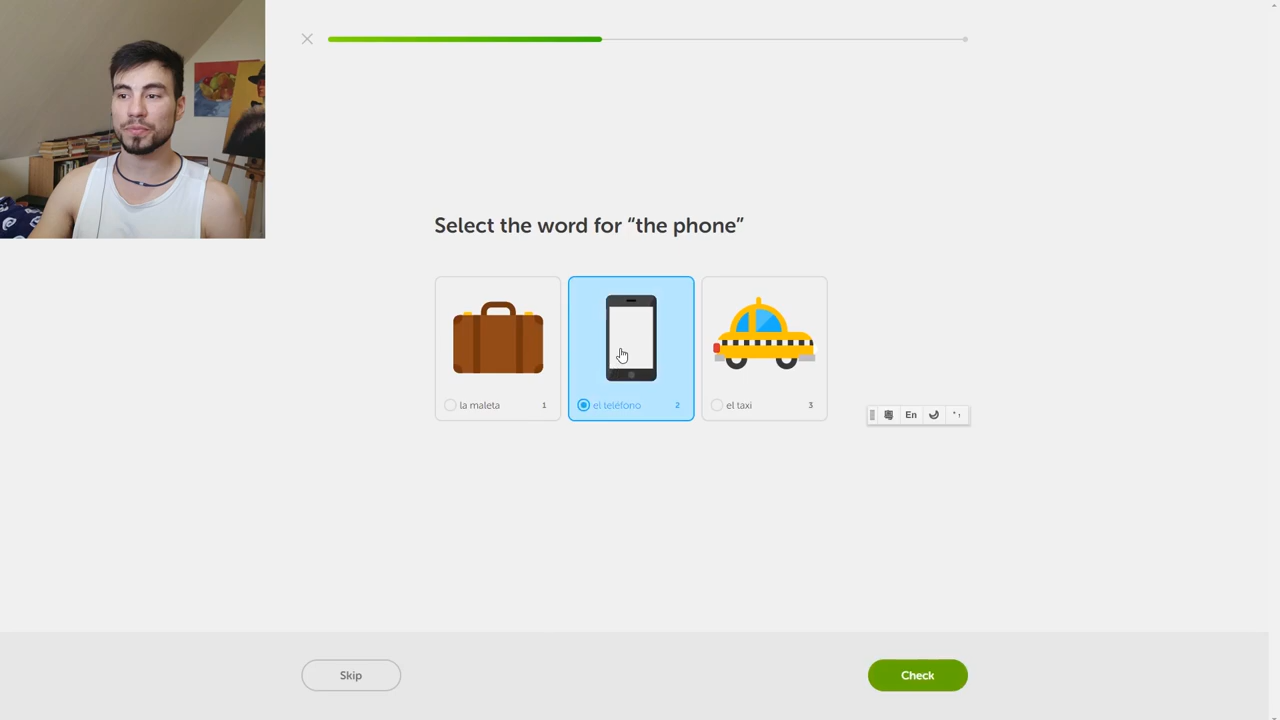 Select the word for “the phone”
la maleta 1
el teléfono 2
el taxi 3
En
Skip
Check